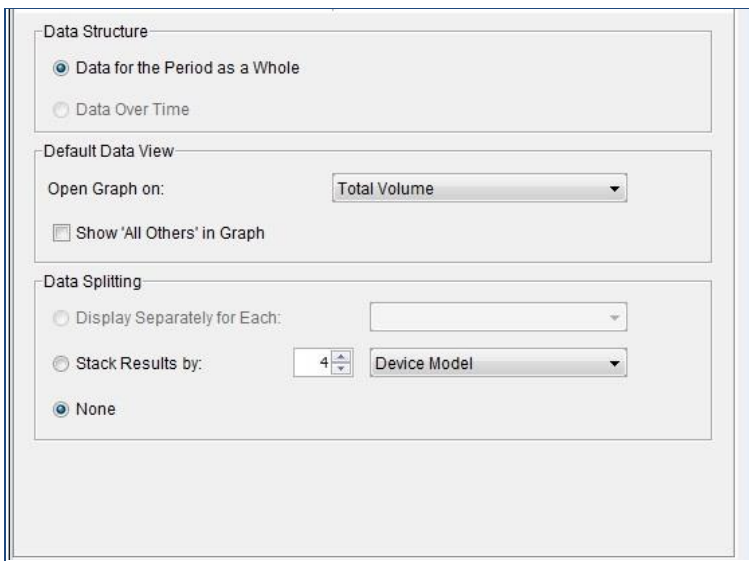 Data Structure
Data for the Period as a Whole
Data Over Time
Default Data View
Open Graph on: Total Volume
Show 'All Others' in Graph
Data Splitting
Display Separately for Each:
Stack Results by: 4 Device Model
None